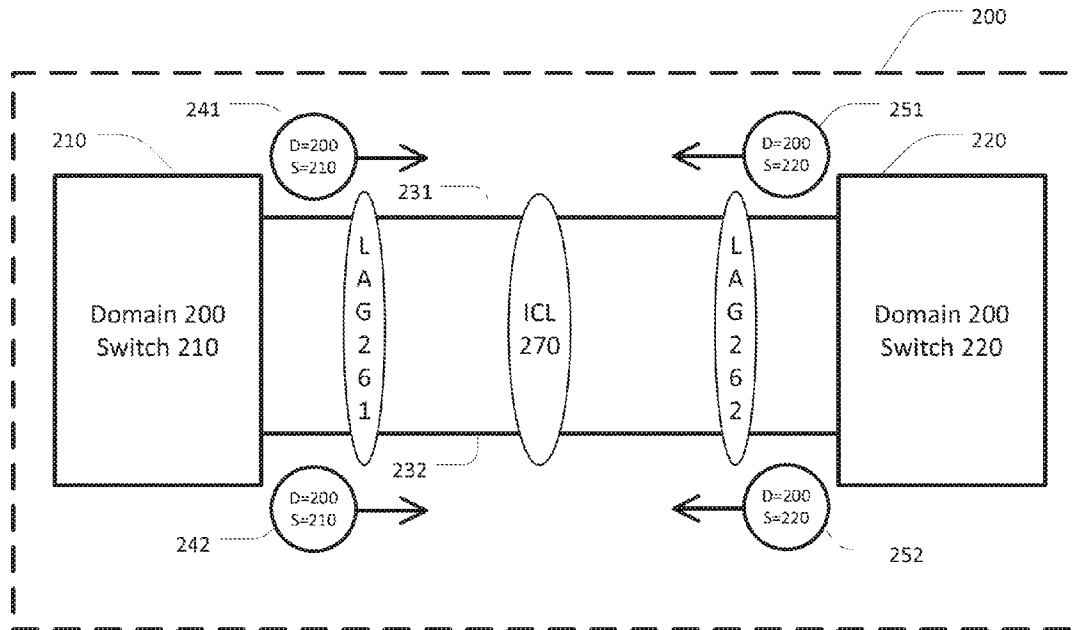 200
241
251
D=200
S=210
D=200
S=220
210
220
231
L
A
G
2
6
1
ICL
270
L
A
G
2
6
2
Domain 200
Switch 210
Domain 200
Switch 220
232
D=200
S=210
D=200
S=220
242
252